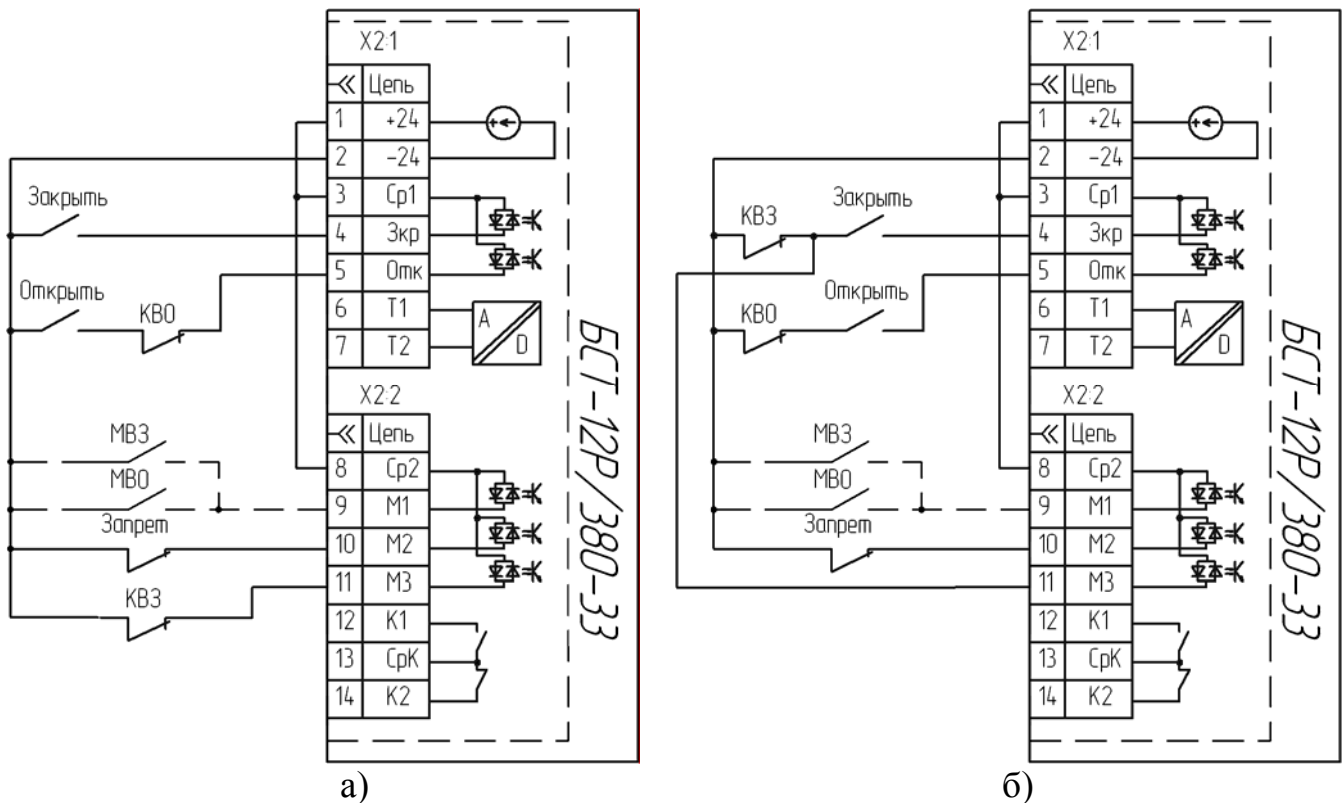 Х2:1
Цепь
1 +24
2 -24
3 Ср1
4 Зкр
5 Отк
6 Т1
7 Т2
A
D
Х2:2
Цепь
8 Ср2
9 М1
10 М2
11 М3
12 К1
13 СрК
14 К2
Закрыть
Открыть
КВО
МВЗ
МВО
Запрет
КВЗ
БСТ-12Р/380-33
а)
Х2:1
Цепь
1 +24
2 -24
3 Ср1
4 Зкр
5 Отк
6 Т1
7 Т2
A
D
Х2:2
Цепь
8 Ср2
9 М1
10 М2
11 М3
12 К1
13 СрК
14 К2
КВЗ
Закрыть
КВО
Открыть
МВЗ
МВО
Запрет
БСТ-12Р/380-33
б)